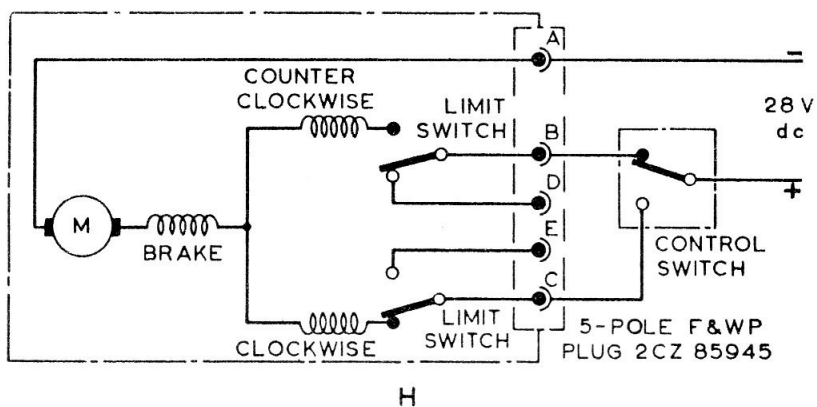 A
−
COUNTER
CLOCKWISE
LIMIT
SWITCH
28 V
dc
B
+
D
M
BRAKE
E
CONTROL
SWITCH
C
CLOCKWISE
LIMIT
SWITCH
5-POLE F&WP
PLUG 2CZ 85945
H